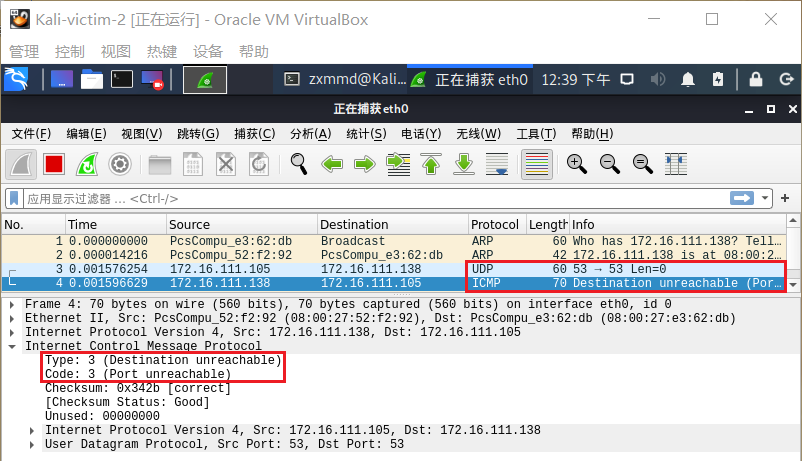 Kali-victim-2 [正在运行] - Oracle VM VirtualBox
管理 控制 视图 热键 设备 帮助
zxmmd@Kali... 正在捕获 eth0 12:39 下午
正在捕获 eth0
文件(F) 编辑(E) 视图(V) 跳转(G) 捕获(C) 分析(A) 统计(S) 电话(Y) 无线(W) 工具(T) 帮助(H)
应用显示过滤器 … <Ctrl-/>
No. Time Source Destination Protocol Length Info
1 0.000000000 PcsCompu_e3:62:db Broadcast ARP 60 Who has 172.16.111.138? Tell…
2 0.000014216 PcsCompu_52:f2:92 PcsCompu_e3:62:db ARP 42 172.16.111.138 is at 08:00:2…
3 0.001576254 172.16.111.105 172.16.111.138 UDP 60 53 → 53 Len=0
4 0.001596629 172.16.111.138 172.16.111.105 ICMP 70 Destination unreachable (Por…
Frame 4: 70 bytes on wire (560 bits), 70 bytes captured (560 bits) on interface eth0, id 0
Ethernet II, Src: PcsCompu_52:f2:92 (08:00:27:52:f2:92), Dst: PcsCompu_e3:62:db (08:00:27:e3:62:db)
Internet Protocol Version 4, Src: 172.16.111.138, Dst: 172.16.111.105
Internet Control Message Protocol
Type: 3 (Destination unreachable)
Code: 3 (Port unreachable)
Checksum: 0x342b [correct]
[Checksum Status: Good]
Unused: 00000000
Internet Protocol Version 4, Src: 172.16.111.105, Dst: 172.16.111.138
User Datagram Protocol, Src Port: 53, Dst Port: 53